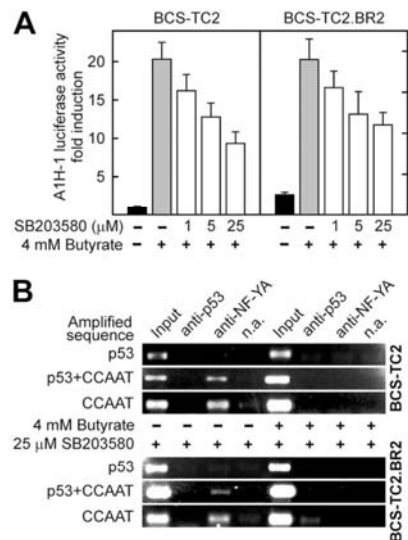 A
BCS-TC2 BCS-TC2.BR2
A1H-1 luciferase activity
fold induction
20
15
10
5
SB203580 (μM) – – 1 5 25 – – 1 5 25
4 mM Butyrate – + + + + – + + + +
B
Amplified
sequence
Input anti-p53 anti-NF-YA n.a. Input anti-p53 anti-NF-YA n.a.
p53
p53+CCAAT
CCAAT
BCS-TC2
4 mM Butyrate – – – – + + + +
25 μM SB203580 + + + + + + + +
p53
p53+CCAAT
CCAAT
BCS-TC2.BR2